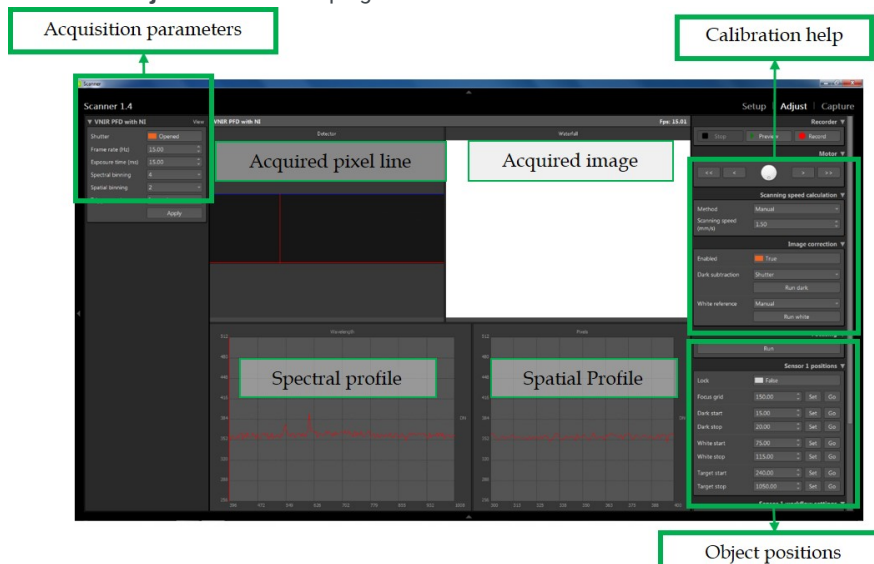 Acquisition parameters
Calibration help
Scanner
Scanner 1.4
Setup | Adjust | Capture
▼ VNIR PFD with NI View
VNIR PFD with NI Fps: 15.01
Recorder ▼
Shutter Opened
Detector
Waterfall
Stop Preview Record
Frame rate (Hz) 15.00
Motor ▼
Exposure time (ms) 15.00
Acquired pixel line
Acquired image
<< < > >>
Spectral binning 4
Spatial binning 2
Scanning speed calculation ▼
Apply
Method Manual
Scanning speed (mm/s) 1.50
Image correction ▼
Enabled True
Dark subtraction Shutter
Run dark
White reference Manual
Run white
Wavelength
Pixels
Run
Spectral profile
Spatial Profile
Sensor 1 positions ▼
Lock False
Focus grid 150.00 Set Go
Dark start 15.00 Set Go
Dark stop 20.00 Set Go
White start 75.00 Set Go
White stop 115.00 Set Go
Target start 240.00 Set Go
Target stop 1050.00 Set Go
Object positions